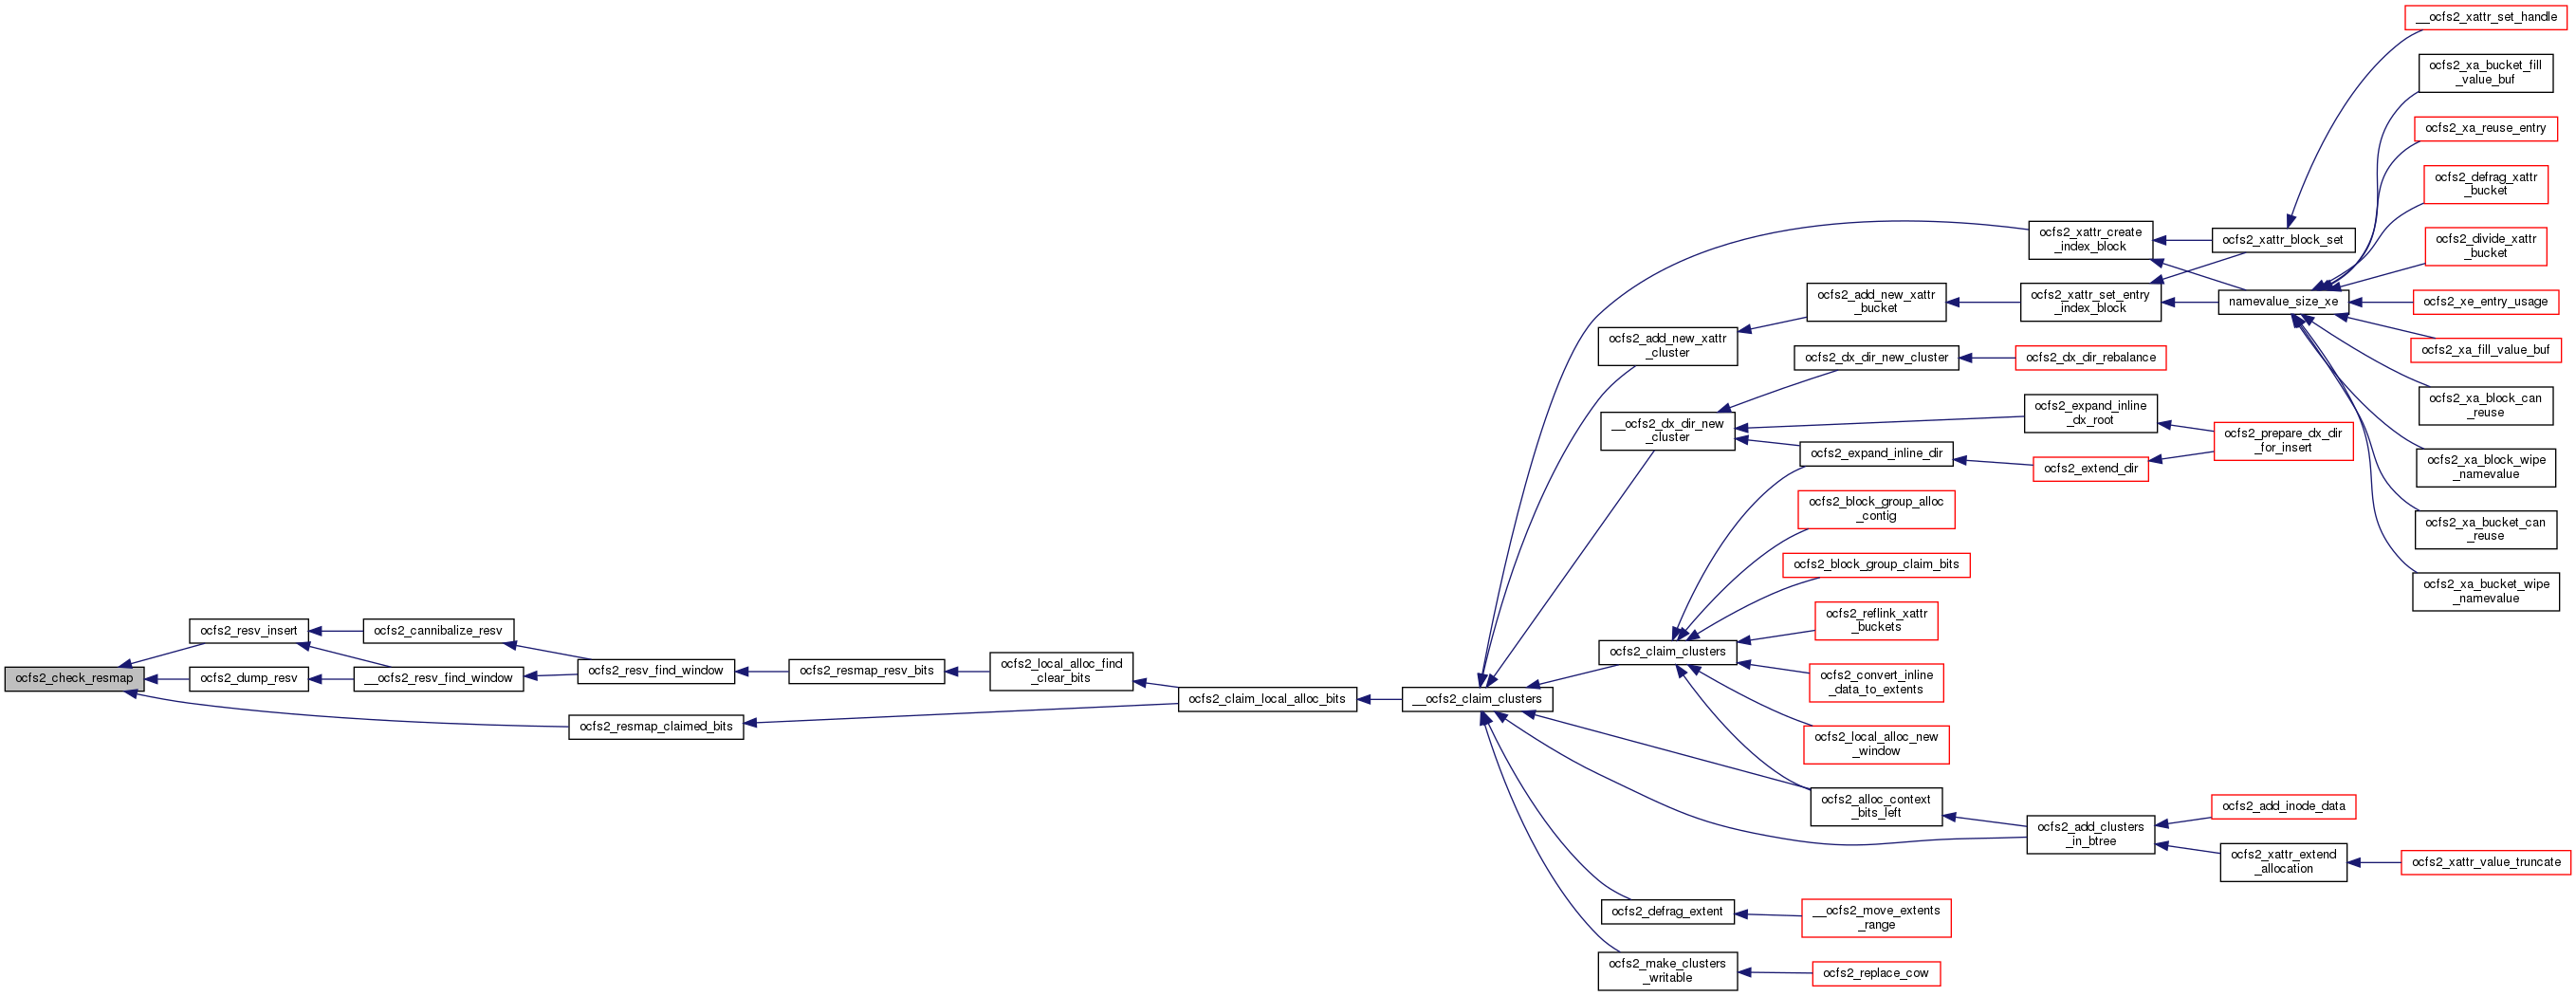 __ocfs2_xattr_set_handle
ocfs2_xa_bucket_fill
_value_buf
ocfs2_xa_reuse_entry
ocfs2_defrag_xattr
_bucket
ocfs2_xattr_create
_index_block
ocfs2_xattr_block_set
ocfs2_divide_xattr
_bucket
ocfs2_add_new_xattr
_bucket
ocfs2_xattr_set_entry
_index_block
namevalue_size_xe
ocfs2_xe_entry_usage
ocfs2_add_new_xattr
_cluster
ocfs2_dx_dir_new_cluster
ocfs2_dx_dir_rebalance
ocfs2_xa_fill_value_buf
ocfs2_xa_block_can
_reuse
__ocfs2_dx_dir_new
_cluster
ocfs2_expand_inline
_dx_root
ocfs2_prepare_dx_dir
_for_insert
ocfs2_expand_inline_dir
ocfs2_extend_dir
ocfs2_xa_block_wipe
_namevalue
ocfs2_block_group_alloc
_contig
ocfs2_xa_bucket_can
_reuse
ocfs2_block_group_claim_bits
ocfs2_xa_bucket_wipe
_namevalue
ocfs2_reflink_xattr
_buckets
ocfs2_resv_insert
ocfs2_cannibalize_resv
ocfs2_claim_clusters
ocfs2_check_resmap
ocfs2_dump_resv
__ocfs2_resv_find_window
ocfs2_resv_find_window
ocfs2_resmap_resv_bits
ocfs2_local_alloc_find
_clear_bits
ocfs2_convert_inline
_data_to_extents
ocfs2_claim_local_alloc_bits
__ocfs2_claim_clusters
ocfs2_resmap_claimed_bits
ocfs2_local_alloc_new
_window
ocfs2_alloc_context
_bits_left
ocfs2_add_clusters
_in_btree
ocfs2_add_inode_data
ocfs2_xattr_extend
_allocation
ocfs2_xattr_value_truncate
ocfs2_defrag_extent
__ocfs2_move_extents
_range
ocfs2_make_clusters
_writable
ocfs2_replace_cow